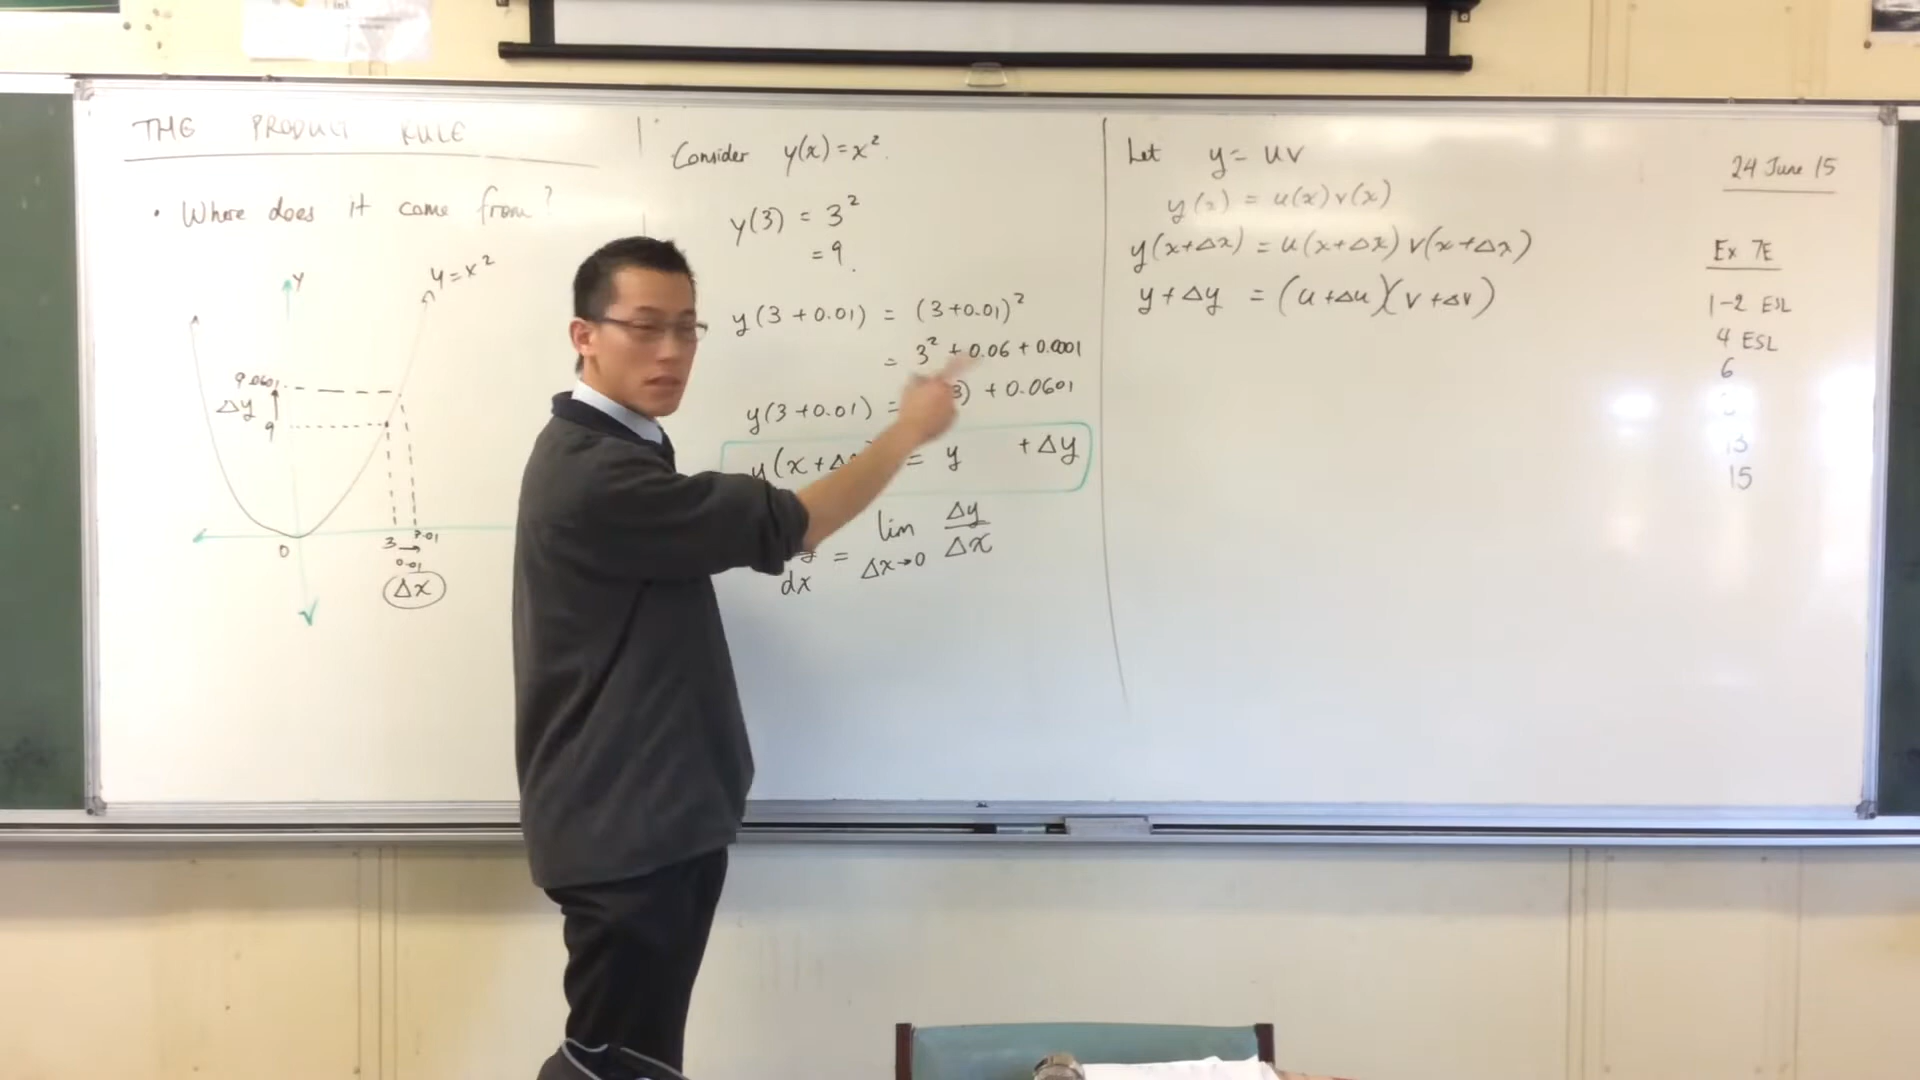 THE PRODUCT RULE
• Where does it come from?
y
y=x²
9.0601
Δy
9
0
3 → 3.01
0.01
Δx
Consider y(x)=x².
y(3) = 3²
= 9.
y(3+0.01) = (3+0.01)²
= 3² + 0.06 + 0.0001
y(3+0.01) = 3) + 0.0601
y(x+Δ = y + Δy
dx = lim Δx→0 Δy/Δx
Let y = uv
y(x) = u(x)v(x)
y(x+Δx) = u(x+Δx) v(x+Δx)
y+Δy = (u+Δu)(v+Δv)
24 June 15
Ex 7E
1-2 ESL
4 ESL
6
13
15